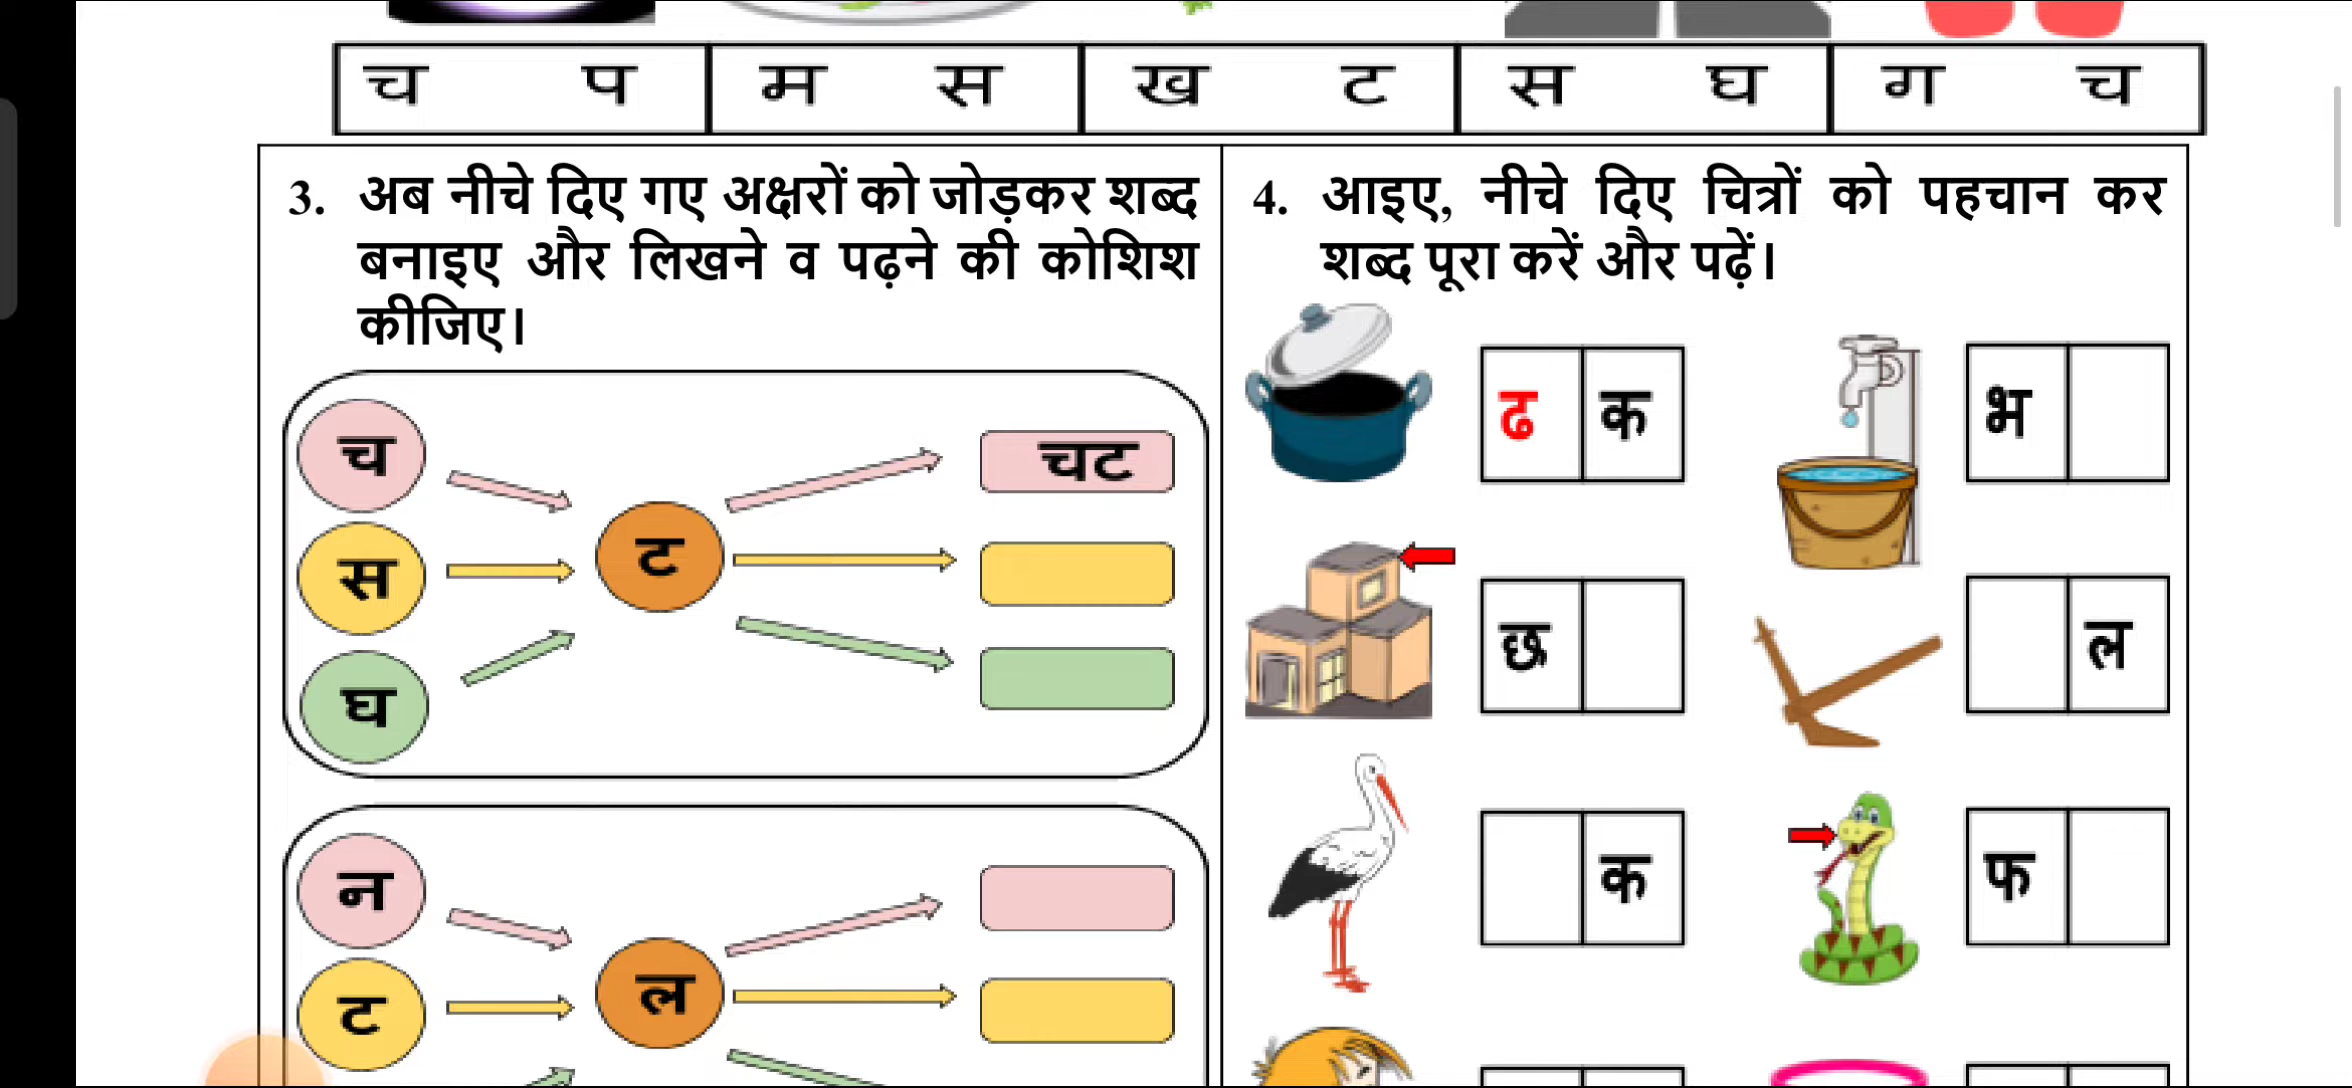 च प म स ख ट स घ ग च
3. अब नीचे दिए गए अक्षरों को जोड़कर शब्द
बनाइए और लिखने व पढ़ने की कोशिश
कीजिए।
च
चट
ट
स
घ
न
ल
ट
4. आइए, नीचे दिए चित्रों को पहचान कर
शब्द पूरा करें और पढ़ें।
ढ क
भ
छ
ल
क
फ